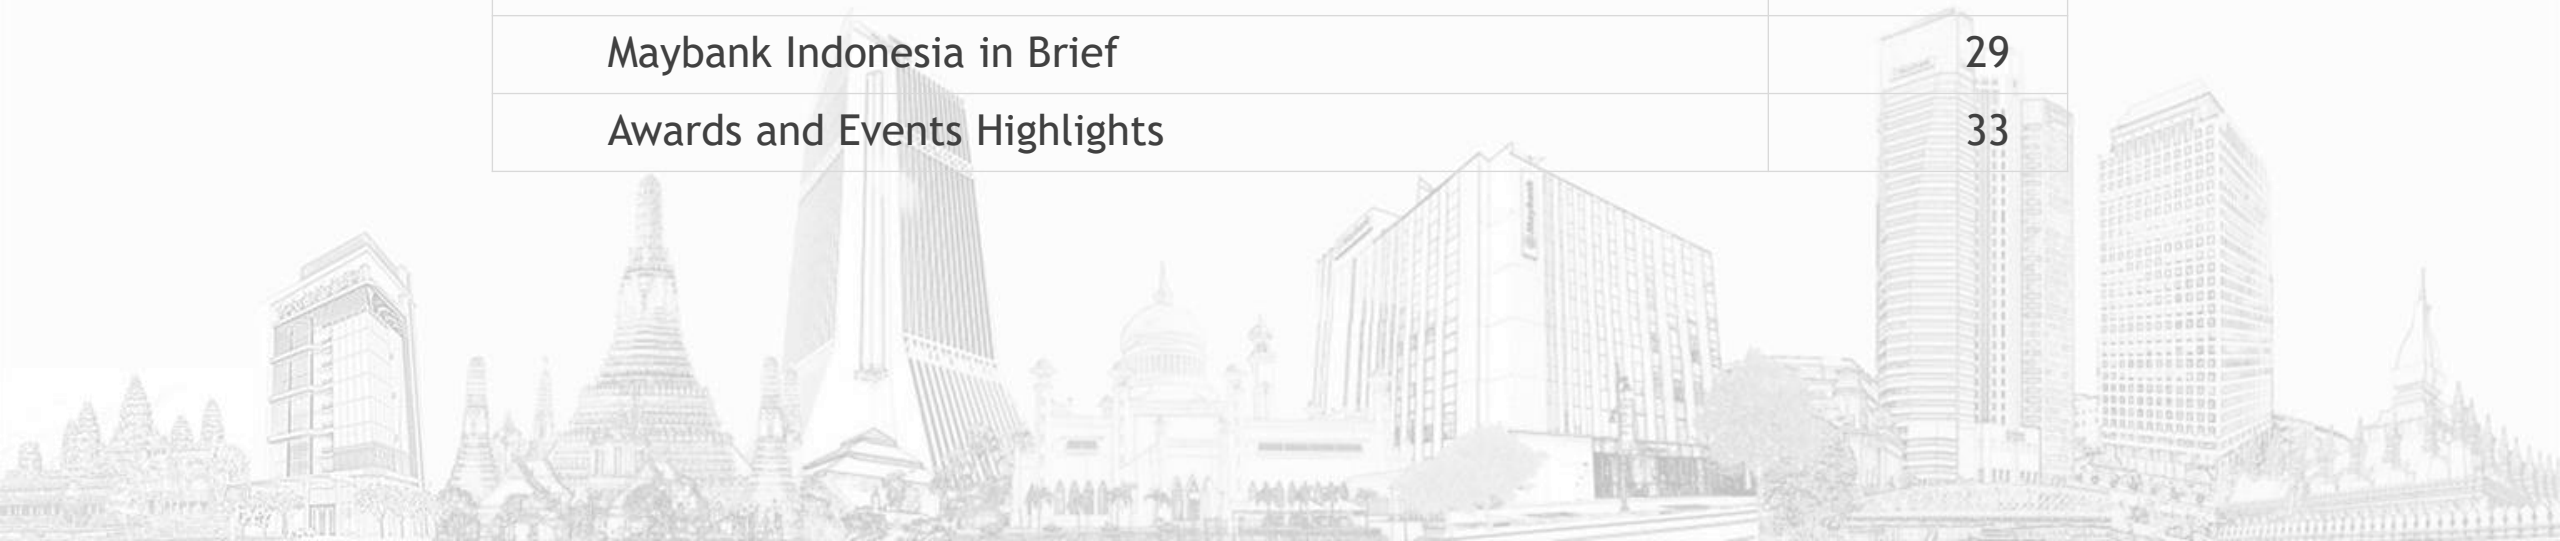 Maybank Indonesia in Brief 29
Awards and Events Highlights 33